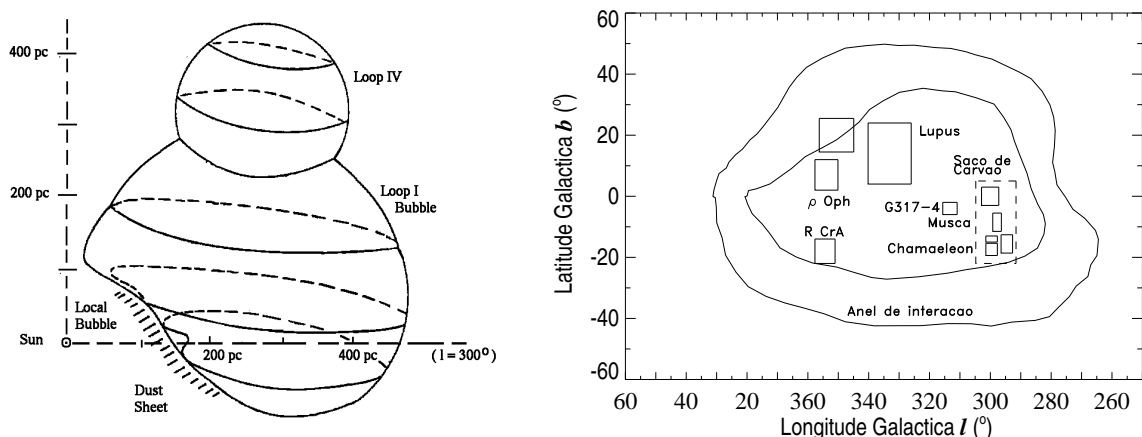 400 pc
Loop IV
Loop I
Bubble
200 pc
Local
Bubble
Sun
200 pc
400 pc
(l = 300º)
Dust
Sheet
60
40
20
0
-20
-40
-60
Latitude Galactica b (º)
Lupus
Saco de
Carvao
ρ Oph
G317-4
Musca
R CrA
Chamaeleon
Anel de interacao
60
40
20
360
340
320
300
280
260
Longitude Galactica l (º)